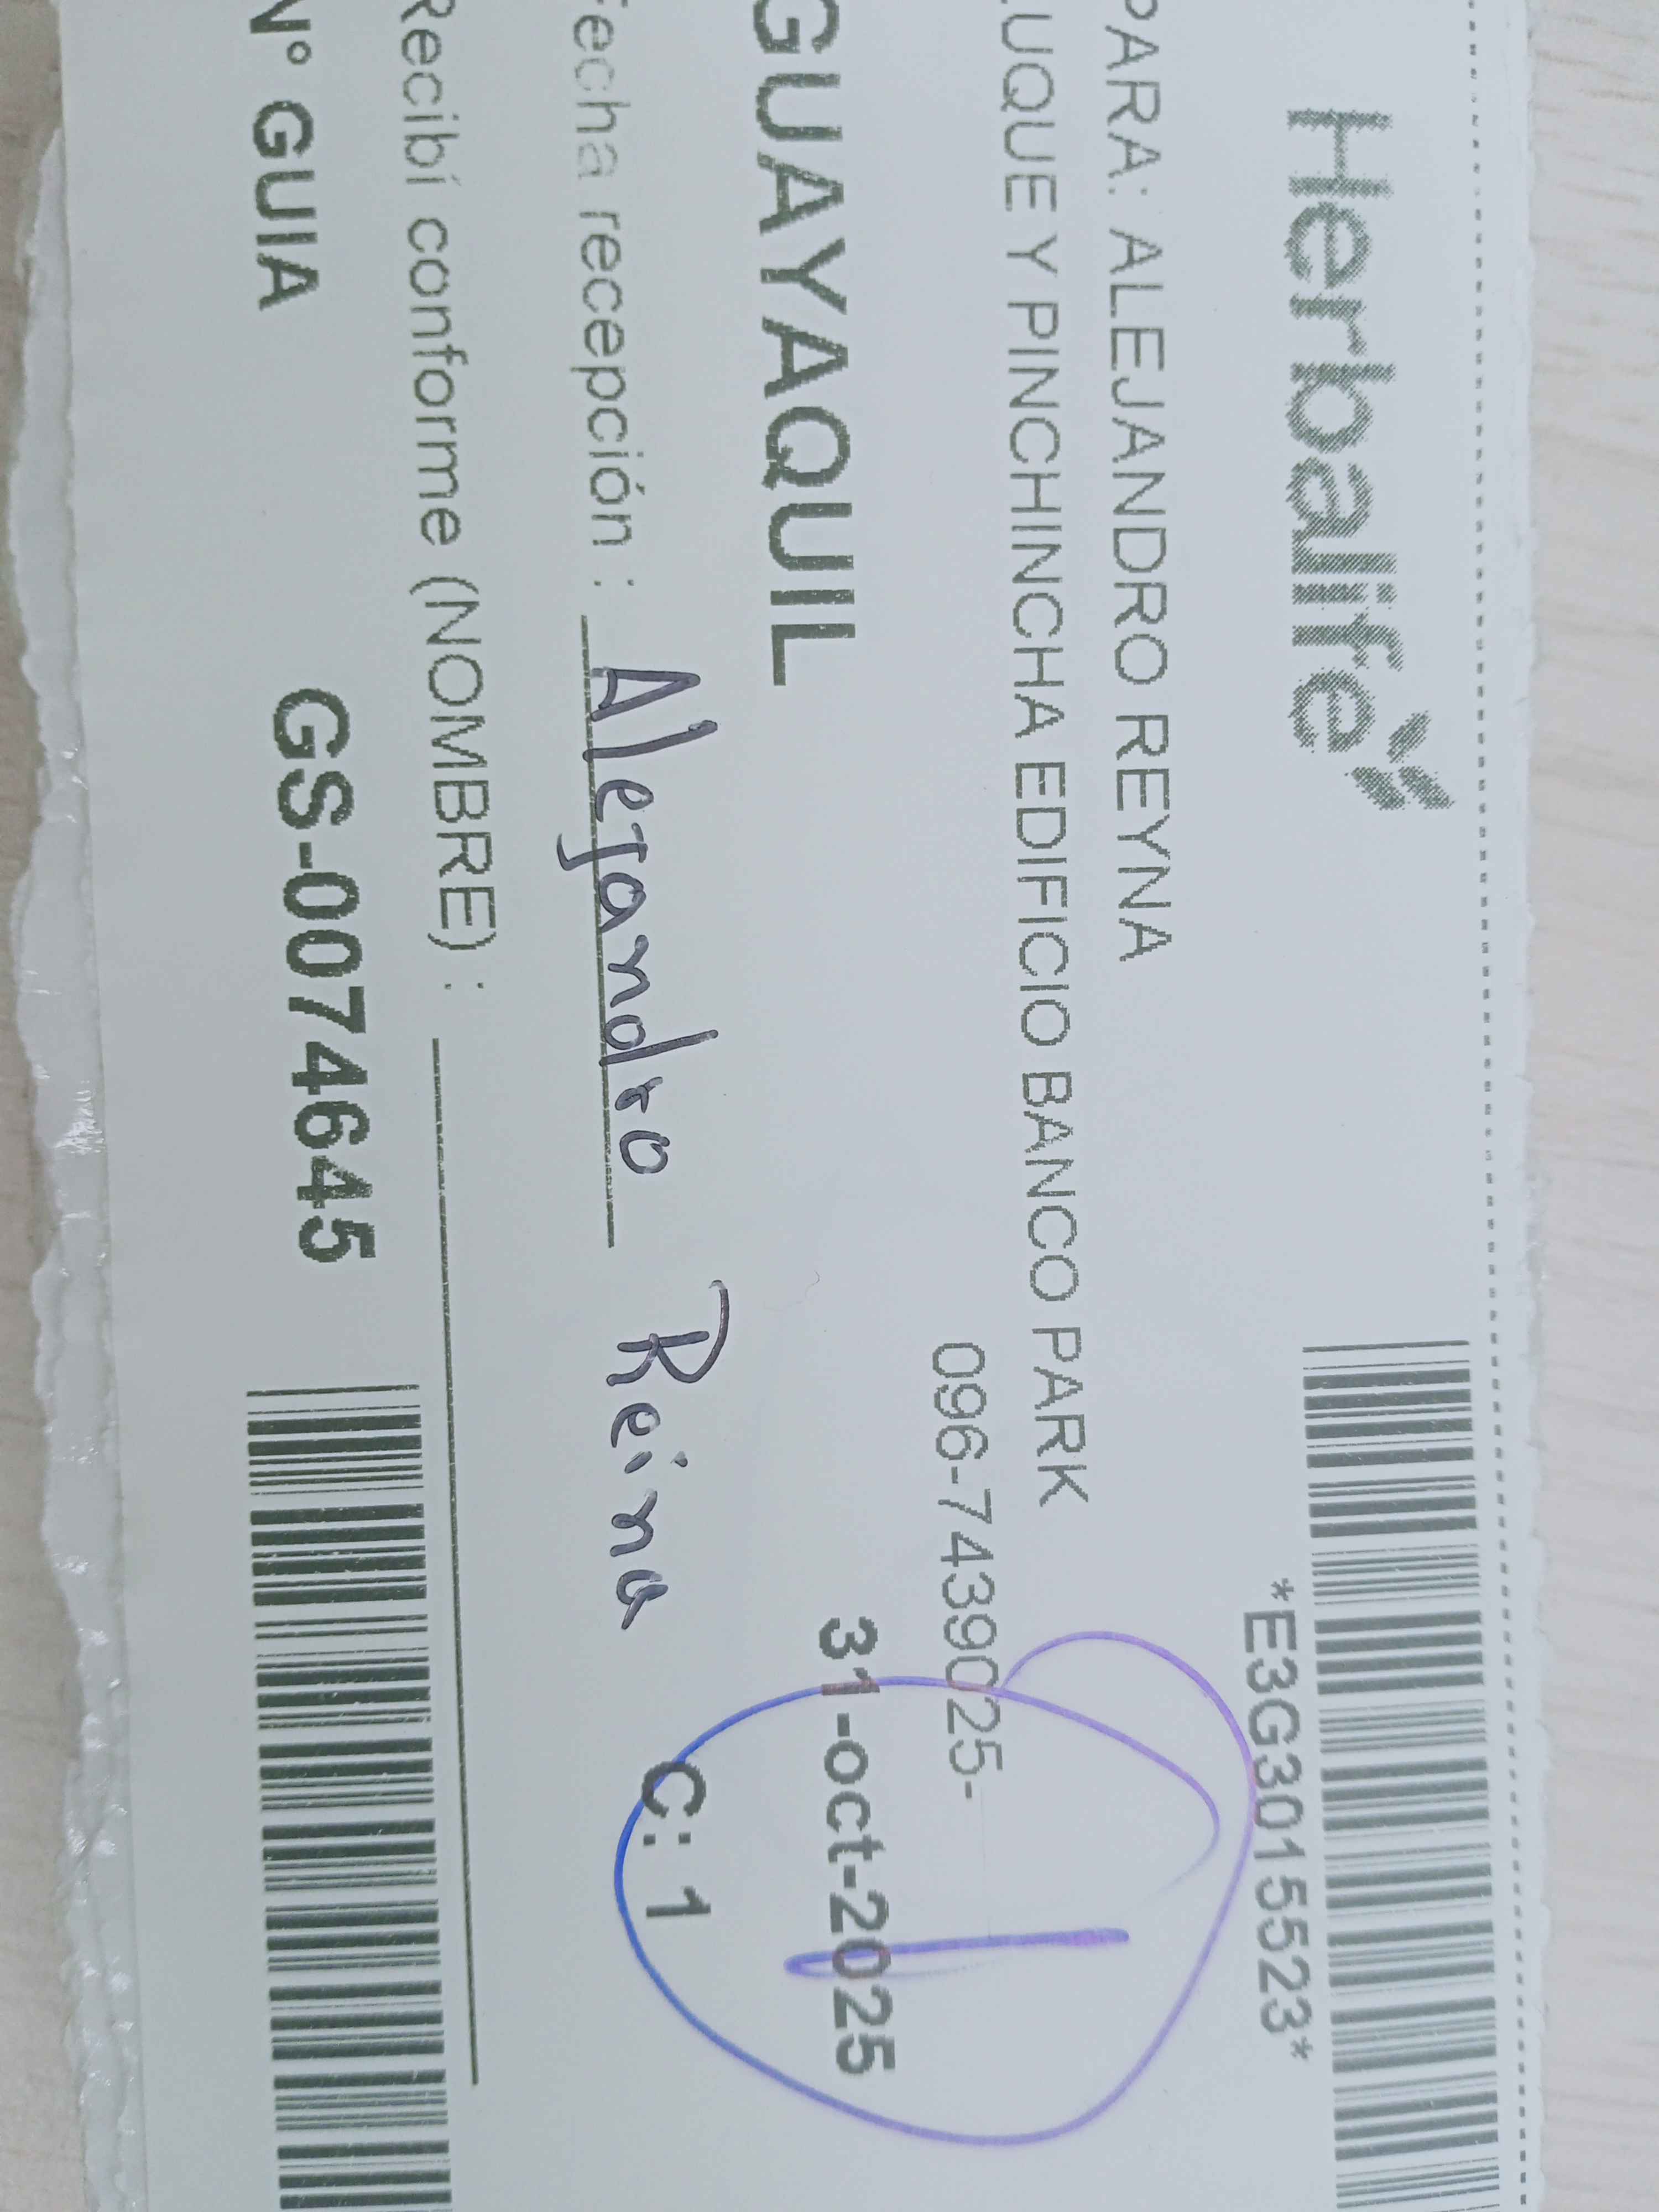 Herbalife
*E3G3015523*
PARA: ALEJANDRO REYNA
LUQUE Y PINCHINCHA EDIFICIO BANCO PARK
096-7439025-
GUAYAQUIL
31-oct-2025
Fecha recepción : Alejandro Reina
C: 1
Recibí conforme (NOMBRE) :
N° GUIA GS-0074645